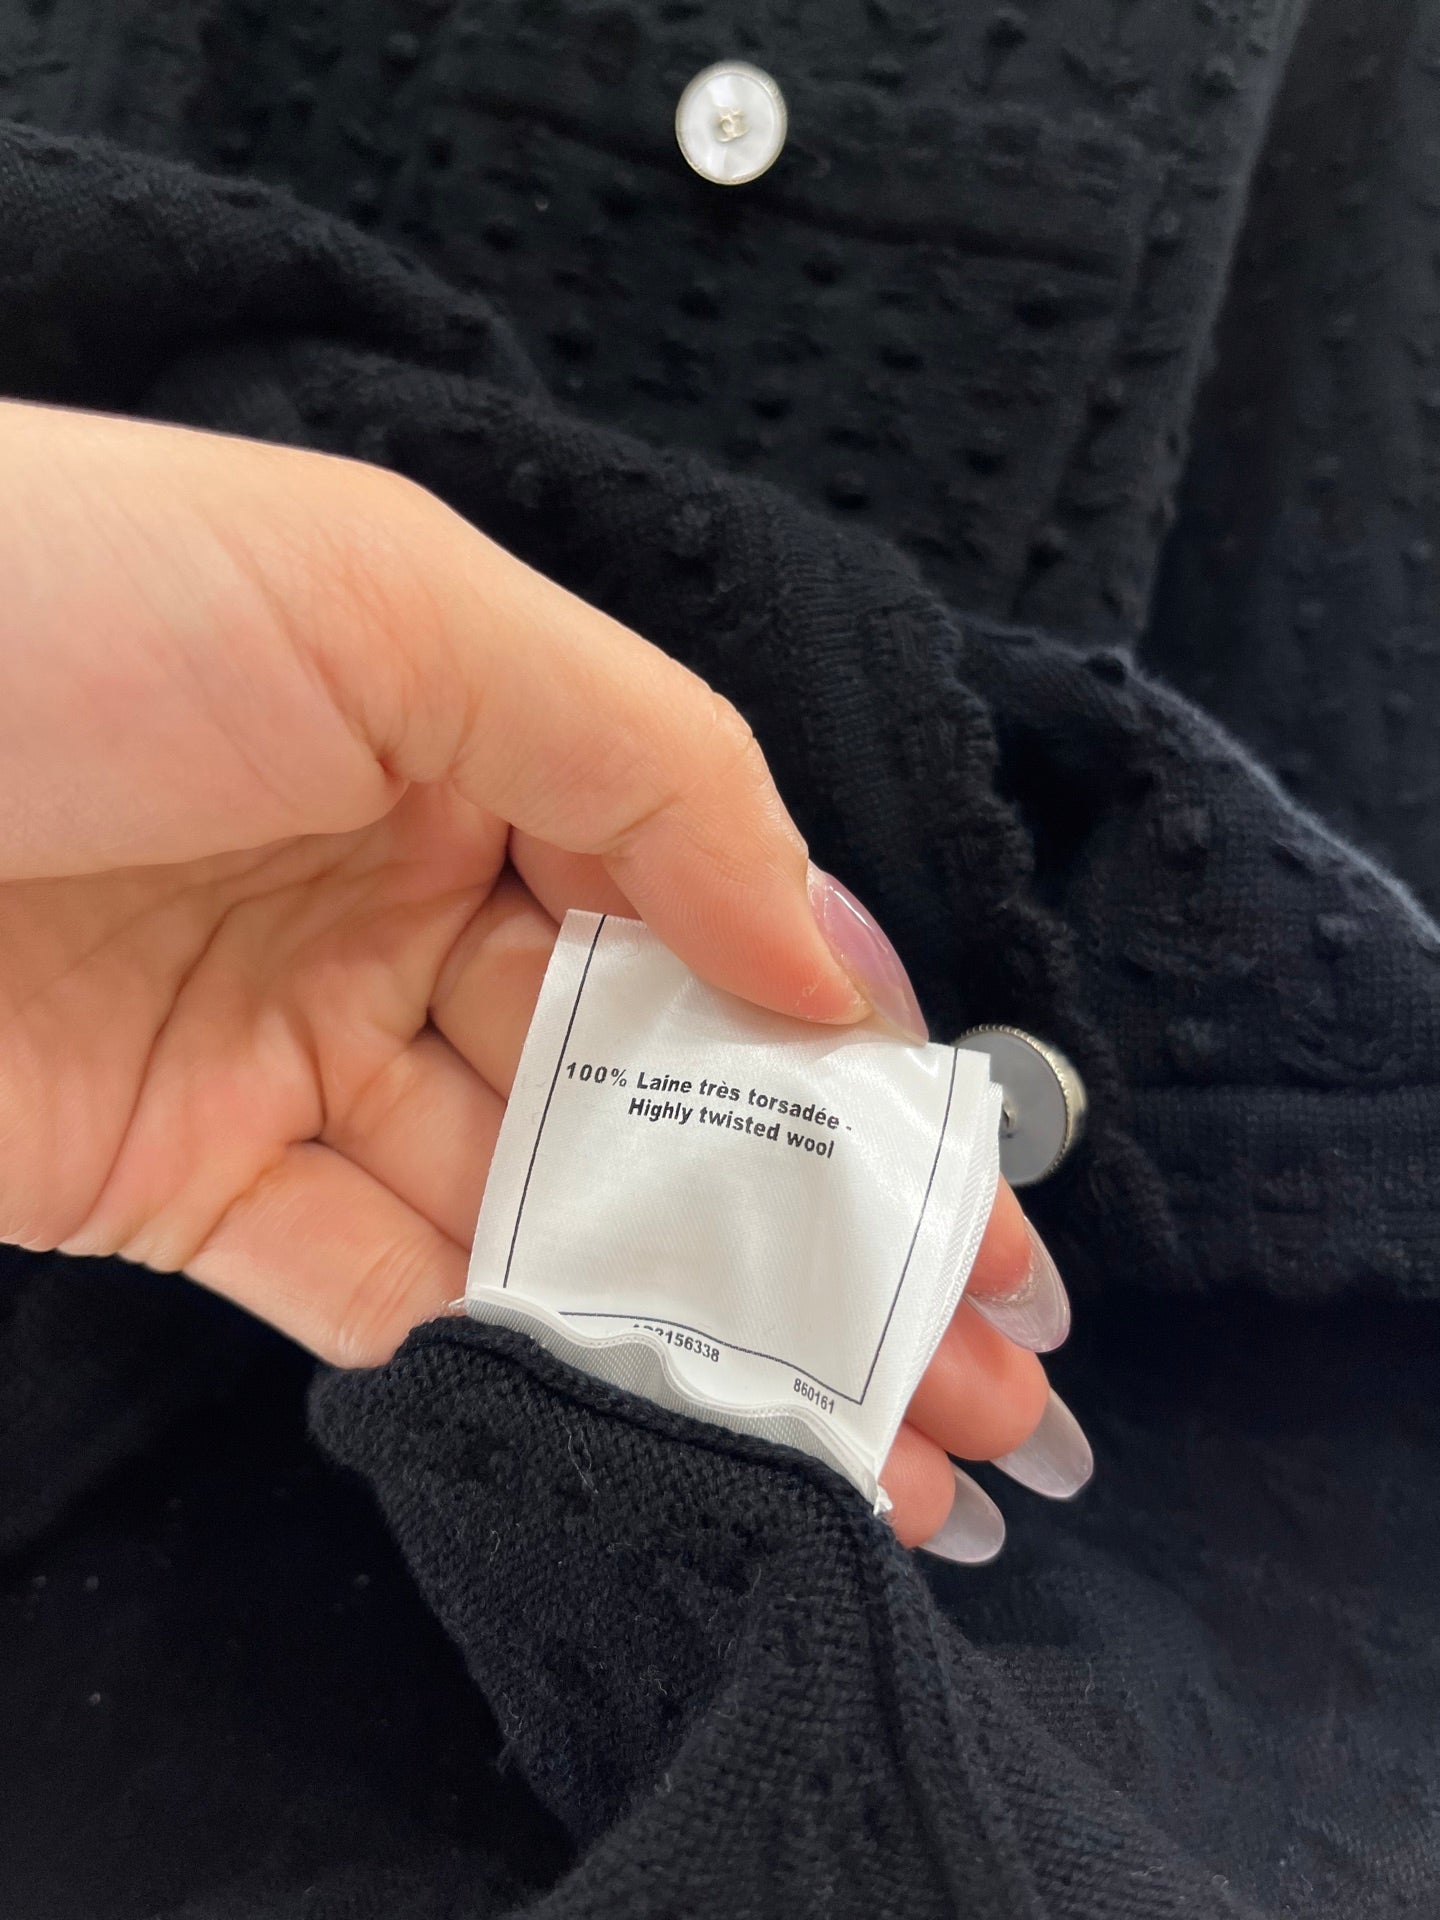 100% Laine très torsadée -
Highly twisted wool
860161